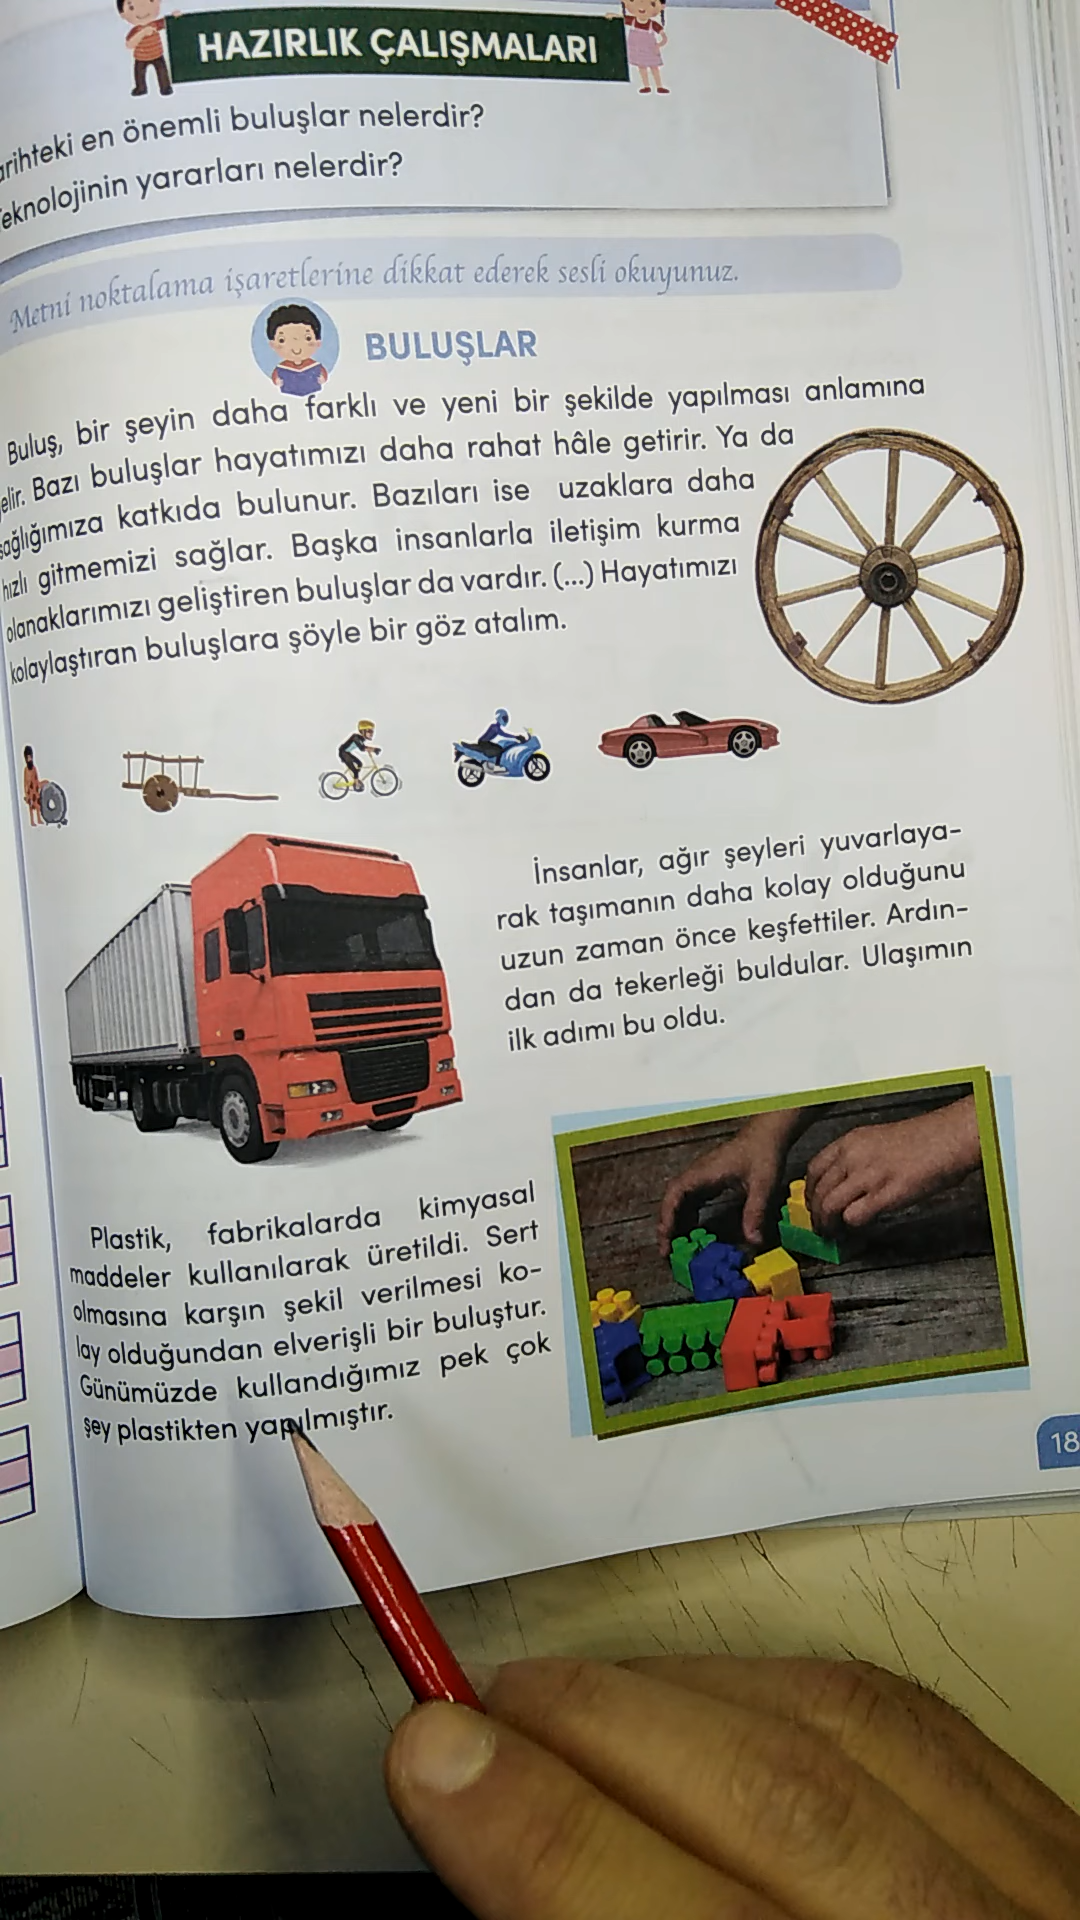 HAZIRLIK ÇALIŞMALARI
arihteki en önemli buluşlar nelerdir?
Teknolojinin yararları nelerdir?
Metni noktalama işaretlerine dikkat ederek sesli okuyunuz.
BULUŞLAR
Buluş, bir şeyin daha farklı ve yeni bir şekilde yapılması anlamına
elir. Bazı buluşlar hayatımızı daha rahat hâle getirir. Ya da
sağlığımıza katkıda bulunur. Bazıları ise uzaklara daha
hızlı gitmemizi sağlar. Başka insanlarla iletişim kurma
olanaklarımızı geliştiren buluşlar da vardır. (...) Hayatımızı
kolaylaştıran buluşlara şöyle bir göz atalım.
İnsanlar, ağır şeyleri yuvarlaya-
rak taşımanın daha kolay olduğunu
uzun zaman önce keşfettiler. Ardın-
dan da tekerleği buldular. Ulaşımın
ilk adımı bu oldu.
Plastik, fabrikalarda kimyasal
maddeler kullanılarak üretildi. Sert
olmasına karşın şekil verilmesi ko-
lay olduğundan elverişli bir buluştur.
Günümüzde kullandığımız pek çok
şey plastikten yapılmıştır.
18